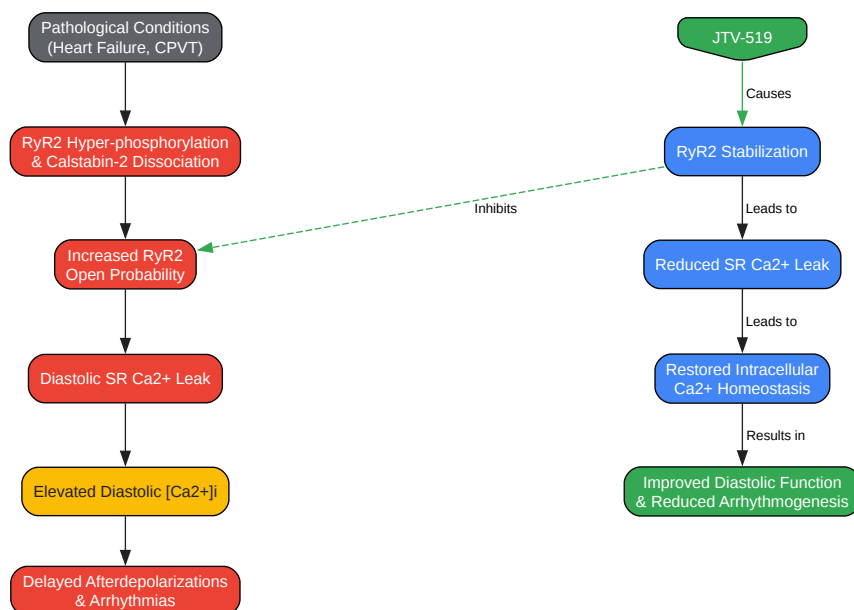 Pathological Conditions
(Heart Failure, CPVT)
RyR2 Hyper-phosphorylation
& Calstabin-2 Dissociation
Increased RyR2
Open Probability
Diastolic SR Ca2+ Leak
Elevated Diastolic [Ca2+]i
Delayed Afterdepolarizations
& Arrhythmias
Inhibits
JTV-519
Causes
RyR2 Stabilization
Leads to
Reduced SR Ca2+ Leak
Leads to
Restored Intracellular
Ca2+ Homeostasis
Results in
Improved Diastolic Function
& Reduced Arrhythmogenesis